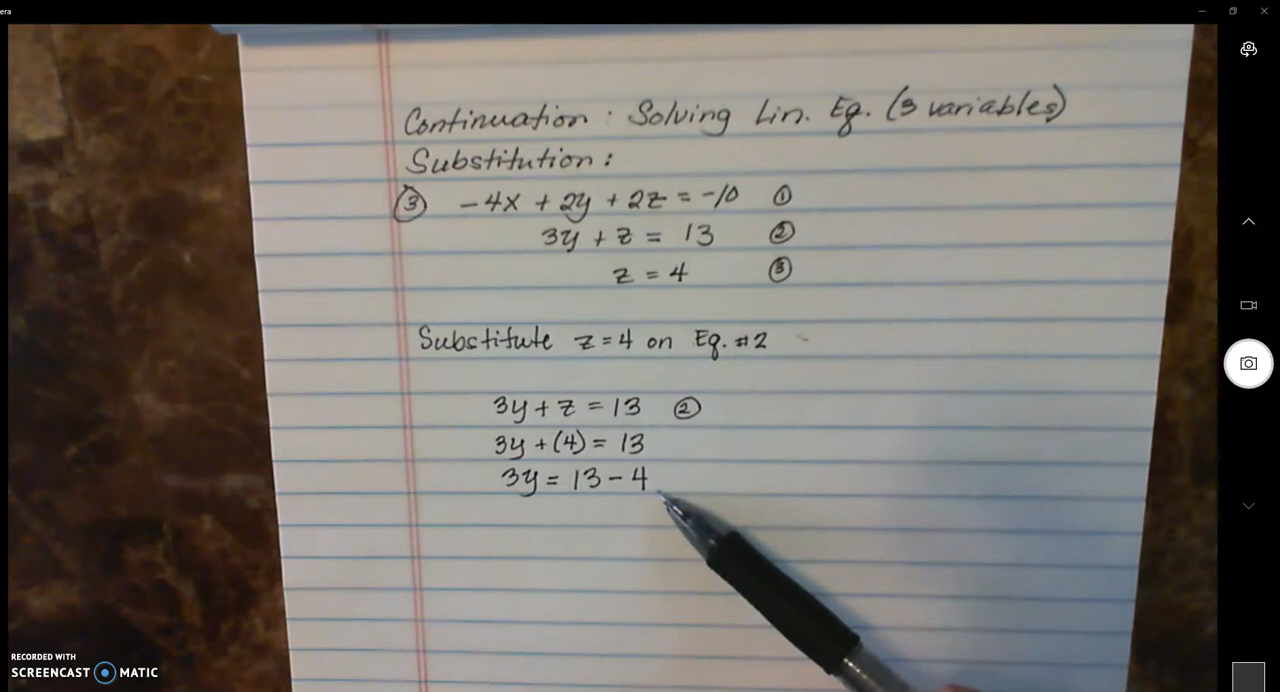 era
Continuation: Solving Lin. Eq. (3 variables)
Substitution:
③ -4x + 2y + 2z = -10 ①
3y + z = 13 ②
z = 4 ③
Substitute z = 4 on Eq. #2
3y + z = 13 ②
3y + (4) = 13
3y = 13 - 4
RECORDED WITH
SCREENCAST MATIC